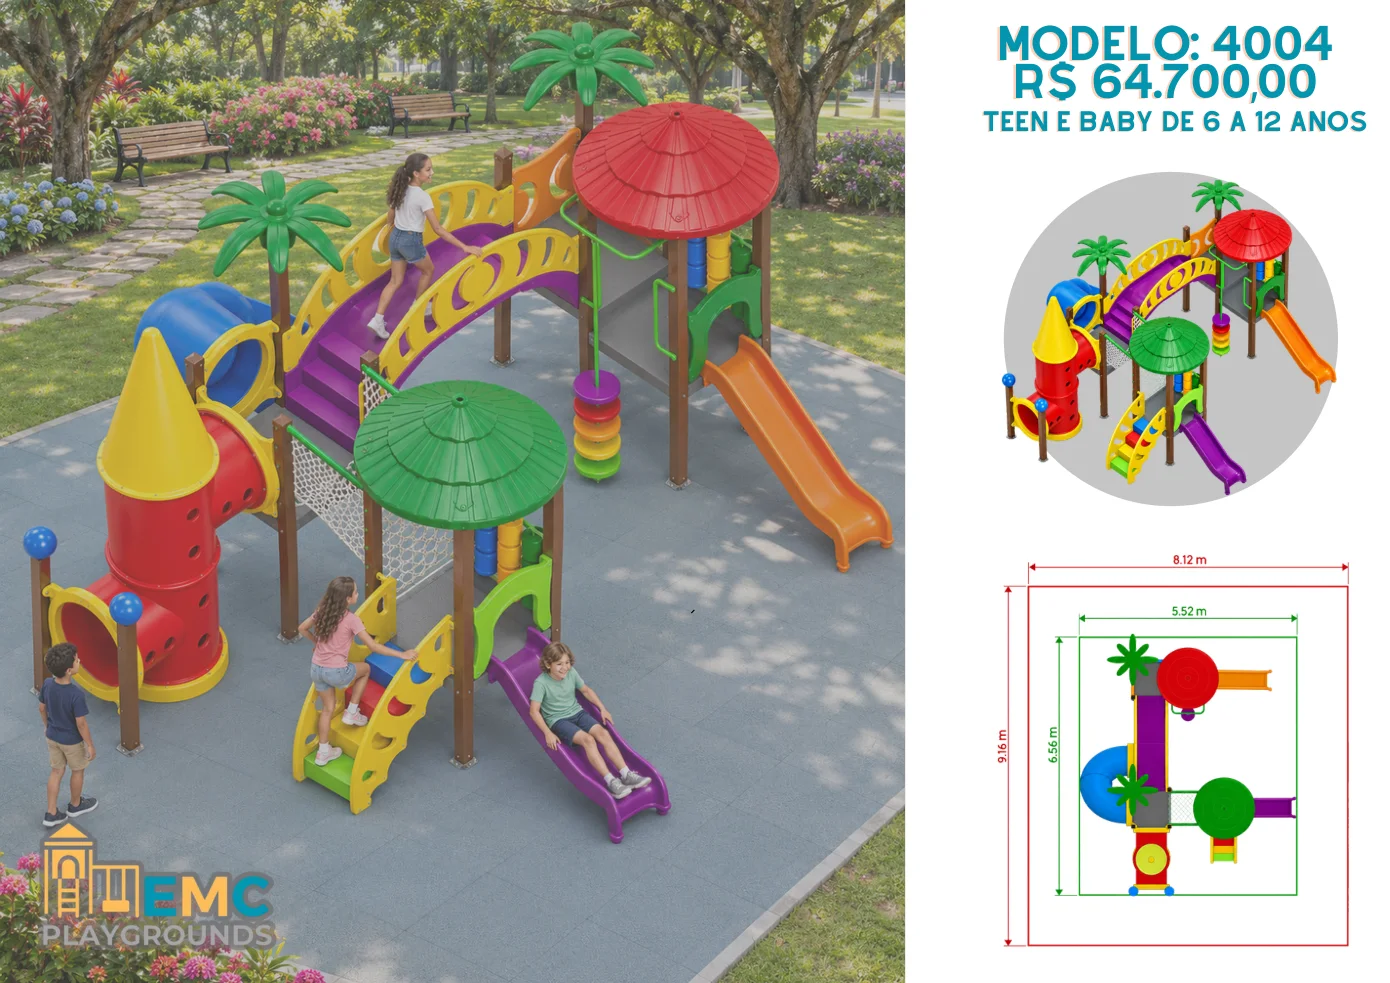 MODELO: 4004
R$ 64.700,00
TEEN E BABY DE 6 A 12 ANOS
8.12 m
5.52 m
9.16 m
6.56 m
EMC
PLAYGROUNDS